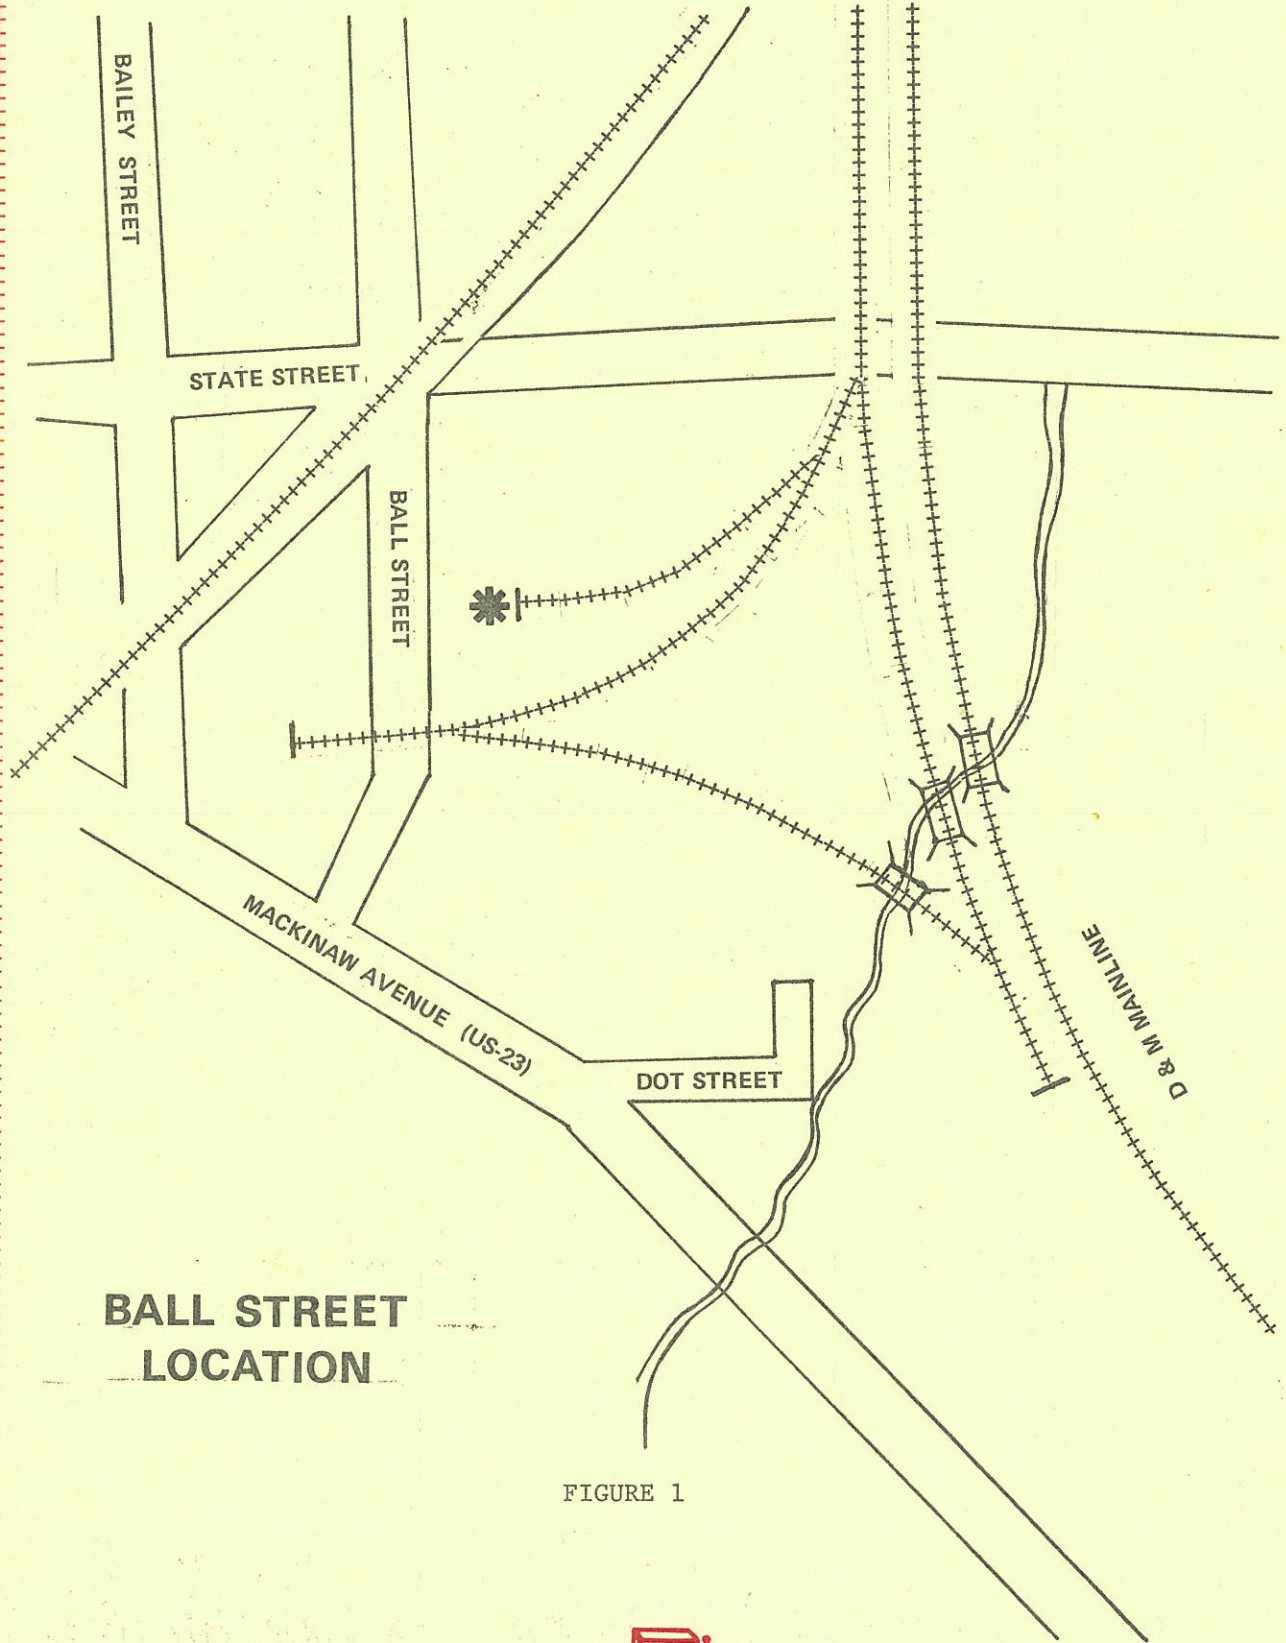 BAILEY STREET
STATE STREET
BALL STREET
MACKINAW AVENUE (US-23)
DOT STREET
D & M MAINLINE
BALL STREET
LOCATION
FIGURE 1